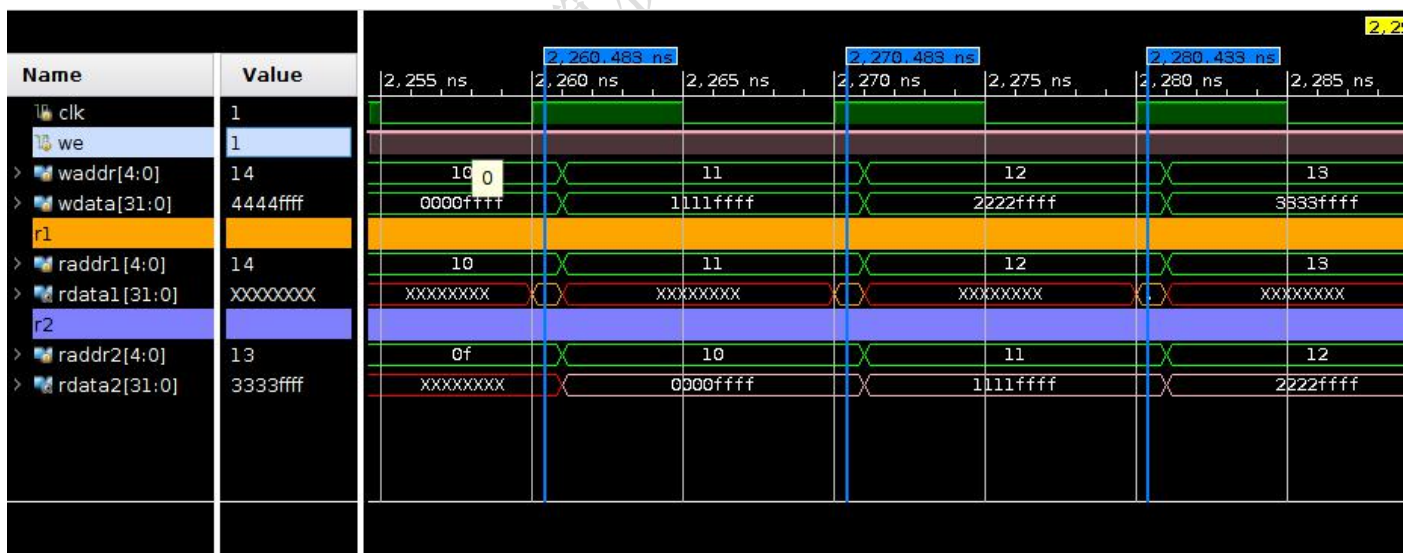 2,29
2,260.483 ns 2,270.483 ns 2,280.433 ns
Name Value 2,255 ns 2,260 ns 2,265 ns 2,270 ns 2,275 ns 2,280 ns 2,285 ns
clk 1
we 1
waddr[4:0] 14 10 11 12 13
0
wdata[31:0] 4444ffff 0000ffff 1111ffff 2222ffff 3333ffff
r1
raddr1[4:0] 14 10 11 12 13
rdata1[31:0] XXXXXXXX XXXXXXXX XXXXXXXX XXXXXXXX . XXXXXXXX
r2
raddr2[4:0] 13 0f 10 11 12
rdata2[31:0] 3333ffff XXXXXXXX 0000ffff 1111ffff 2222ffff